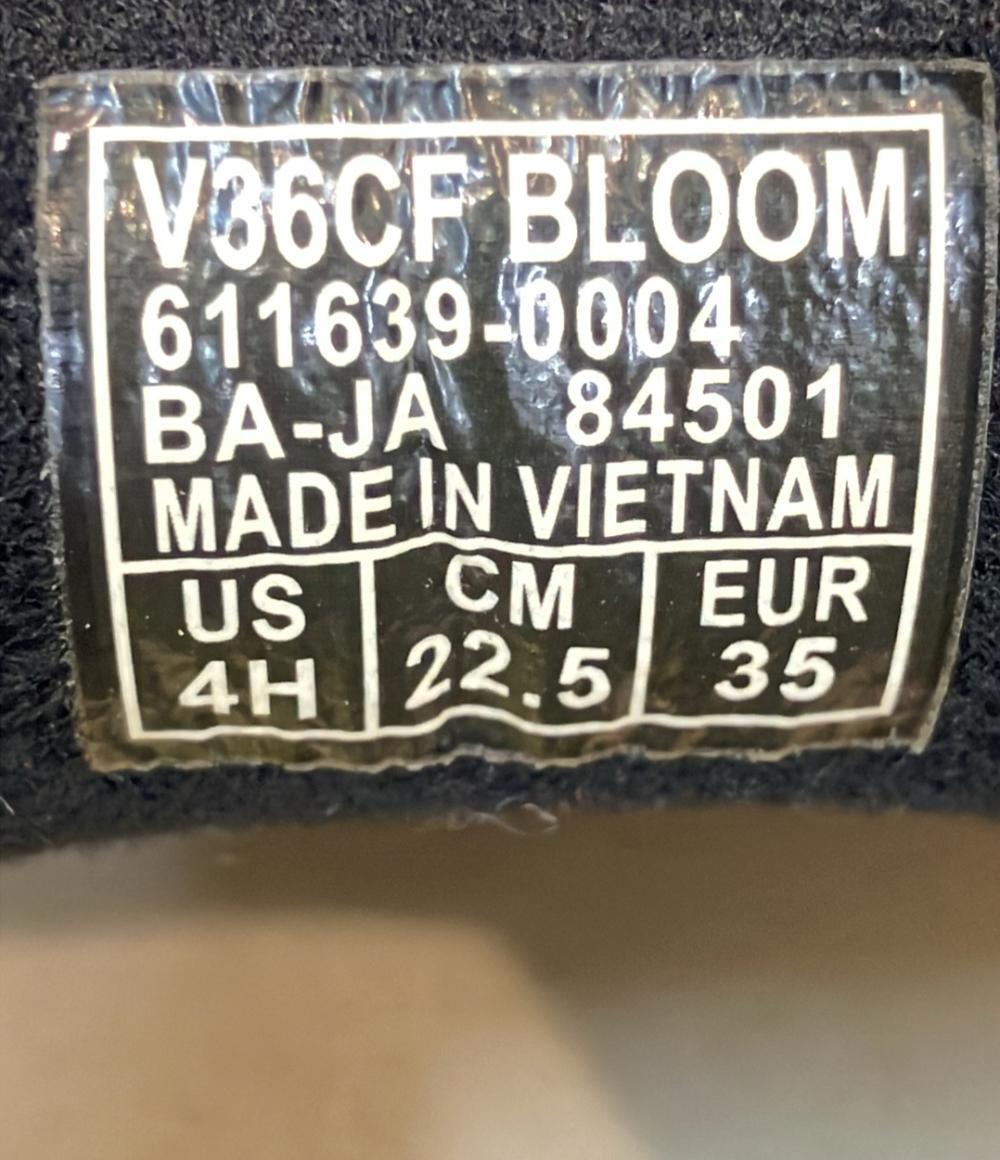 V36CF BLOOM
611639-0004
BA-JA 84501
MADE IN VIETNAM
US CM EUR
4H 22.5 35